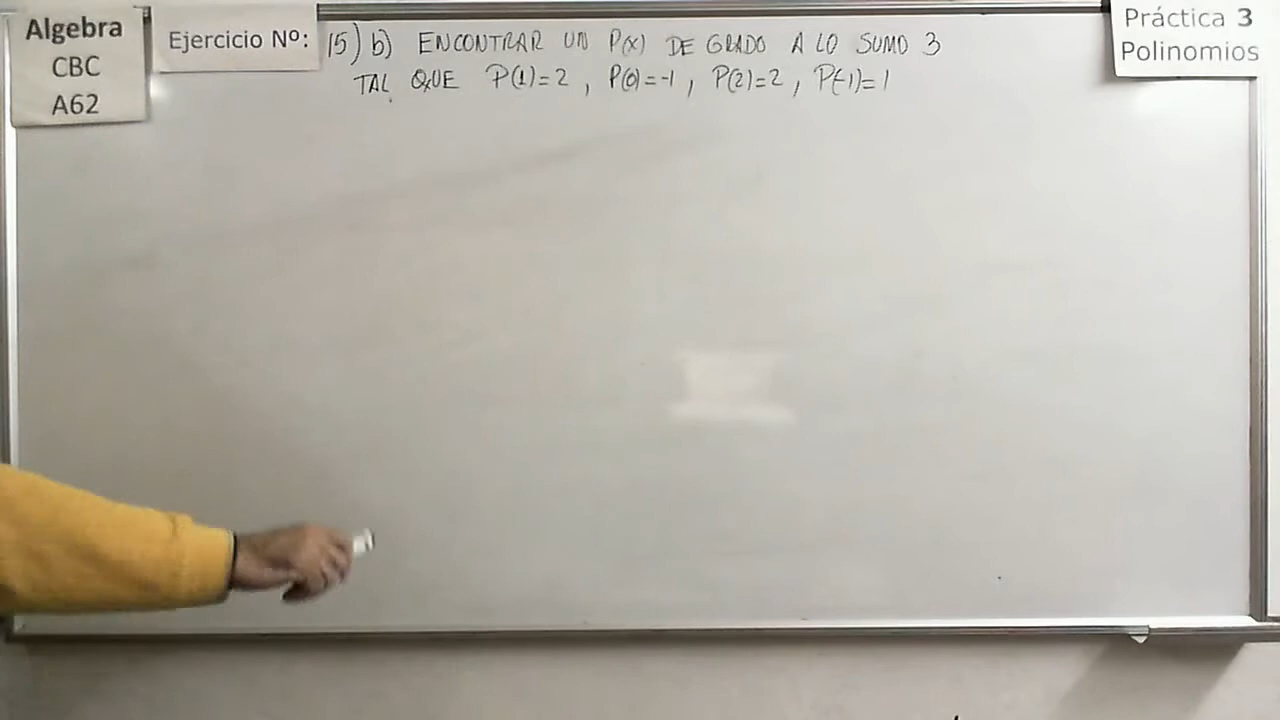 Algebra
CBC
A62
Ejercicio Nº:
15) b) ENCONTRAR UN P(X) DE GRADO A LO SUMO 3
TAL QUE P(1)=2, P(0)=-1, P(2)=2, P(-1)=1
Práctica 3
Polinomios